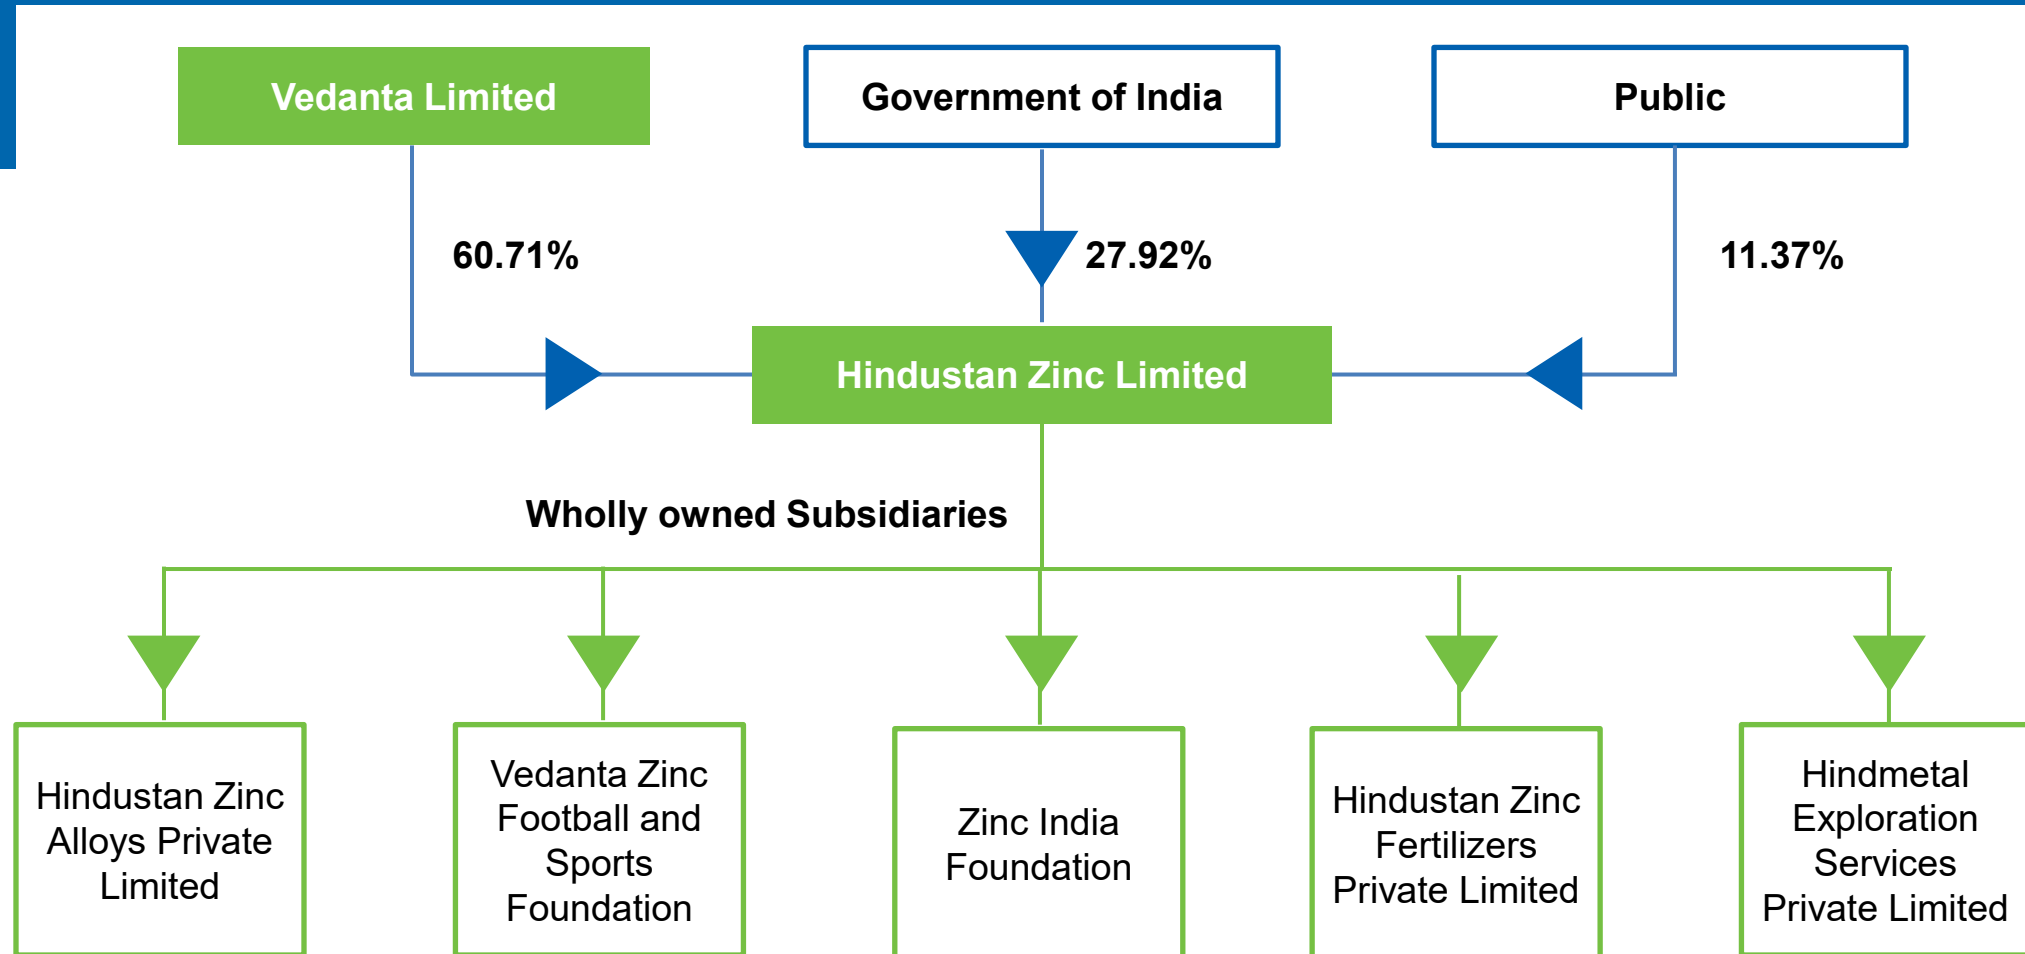 Vedanta Limited
Government of India
Public
60.71%
27.92%
11.37%
Hindustan Zinc Limited
Wholly owned Subsidiaries
Hindustan Zinc
Alloys Private
Limited
Vedanta Zinc
Football and
Sports
Foundation
Zinc India
Foundation
Hindustan Zinc
Fertilizers
Private Limited
Hindmetal
Exploration
Services
Private Limited